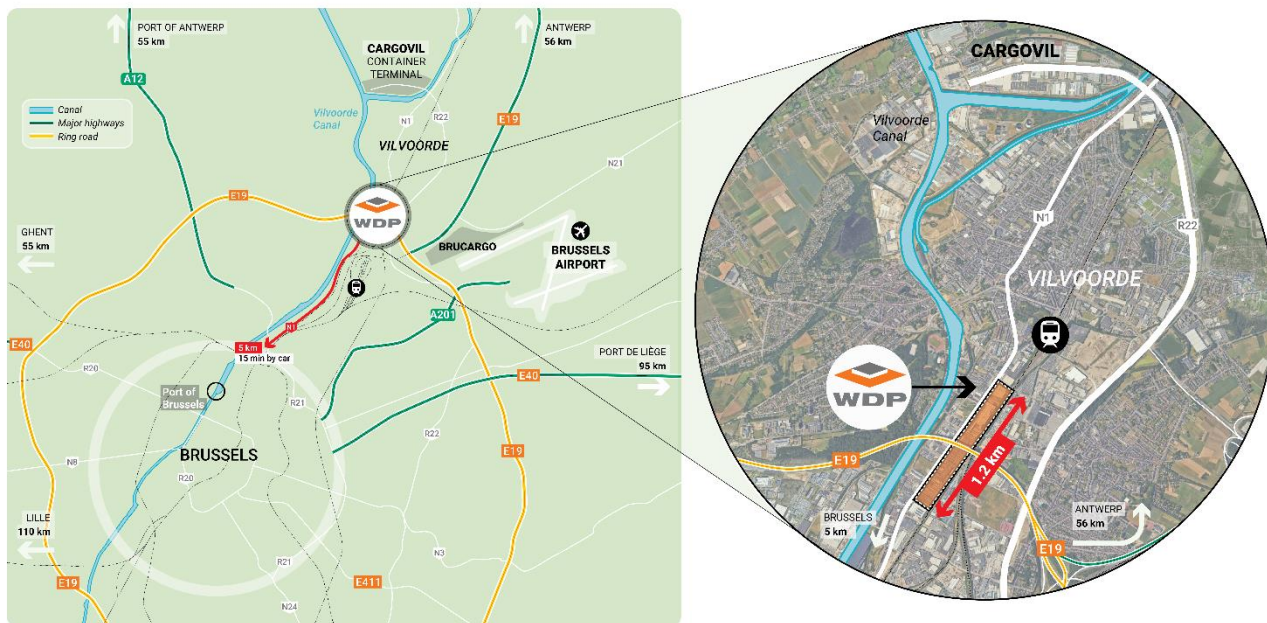 PORT OF ANTWERP
55 km
ANTWERP
56 km
CARGOVIL
CONTAINER
TERMINAL
A12
Canal
Major highways
Ring road
Vilvoorde
Canal
N1
R22
E19
VILVOORDE
N21
E19
WDP
GHENT
55 km
BRUCARGO
BRUSSELS
AIRPORT
A201
N1
5 km
15 min by car
E40
R20
PORT DE LIÈGE
95 km
E40
Port of
Brussels
R21
R22
BRUSSELS
E19
N8
R20
LILLE
110 km
N3
R21
E19
E411
N24
CARGOVIL
Vilvoorde
Canal
N1
R22
VILVOORDE
WDP
E19
1.2 km
BRUSSELS
5 km
ANTWERP
56 km
E19